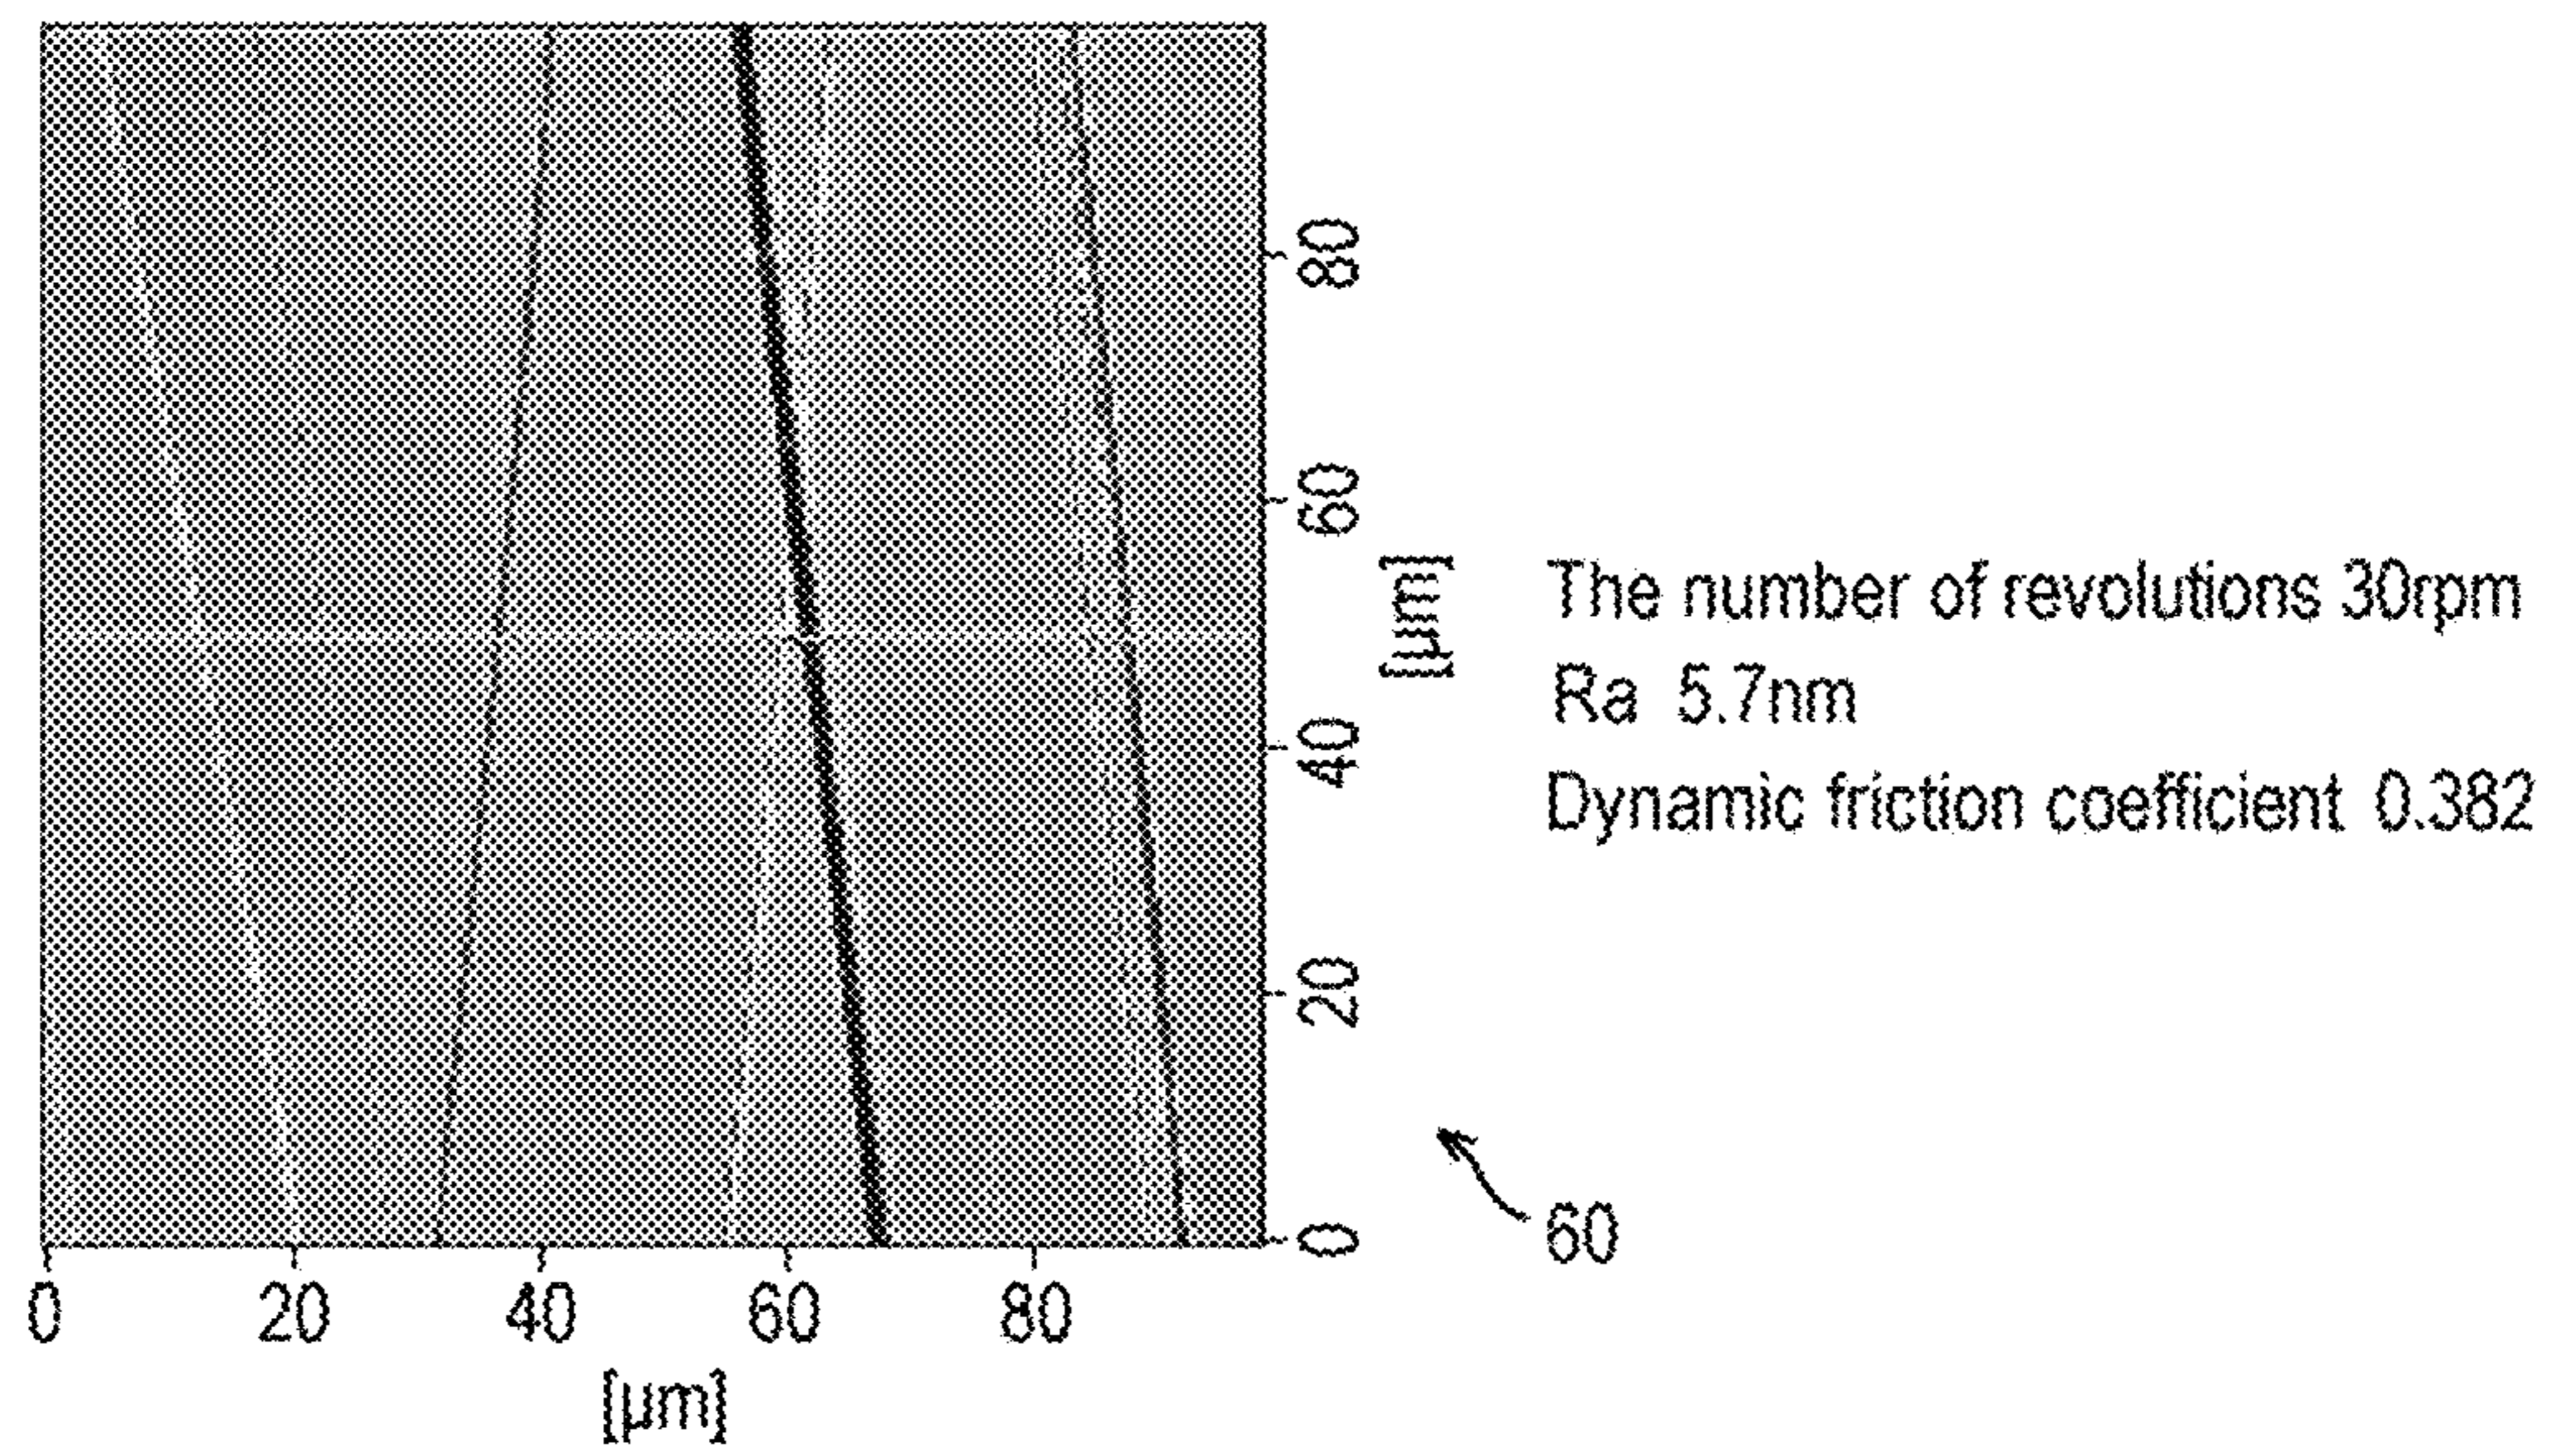 80
60
40
20
0
[µm]
0 20 40 60 80
[µm]
The number of revolutions 30rpm
Ra 5.7nm
Dynamic friction coefficient 0.382
60